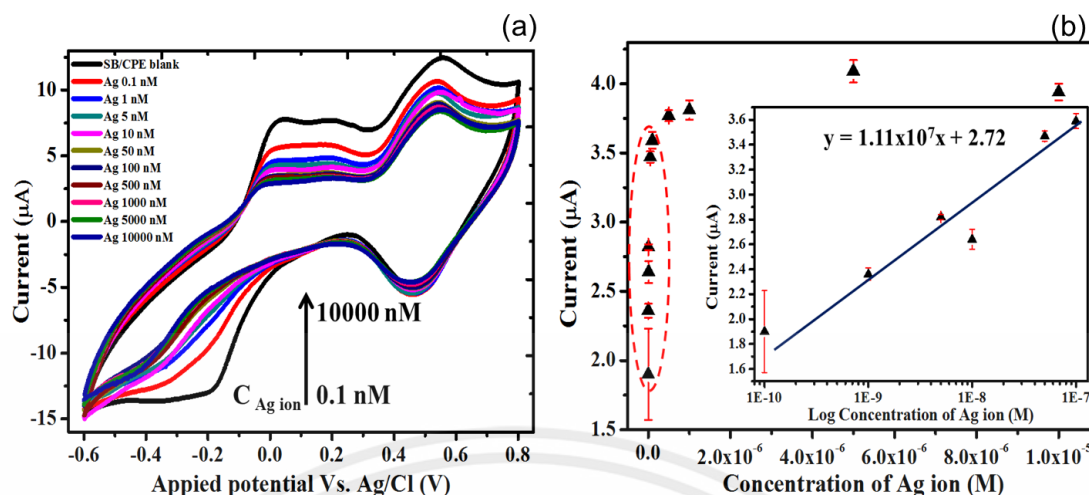 (a)
SB/CPE blank
Ag 0.1 nM
Ag 1 nM
Ag 5 nM
Ag 10 nM
Ag 50 nM
Ag 100 nM
Ag 500 nM
Ag 1000 nM
Ag 5000 nM
Ag 10000 nM
10
5
0
-5
-10
-15
Current (µA)
10000 nM
C Ag ion
0.1 nM
-0.6 -0.4 -0.2 0.0 0.2 0.4 0.6 0.8
Appied potential Vs. Ag/Cl (V)
(b)
4.0
3.5
3.0
2.5
2.0
1.5
Current (µA)
y = 1.11x10⁷x + 2.72
3.6
3.4
3.2
3.0
2.8
2.6
2.4
2.2
2.0
1.8
1.6
Current (µA)
1E-10 1E-9 1E-8 1E-7
Log Concentration of Ag ion (M)
0.0 2.0x10⁻⁶ 4.0x10⁻⁶ 6.0x10⁻⁶ 8.0x10⁻⁶ 1.0x10⁻⁵
Concentration of Ag ion (M)